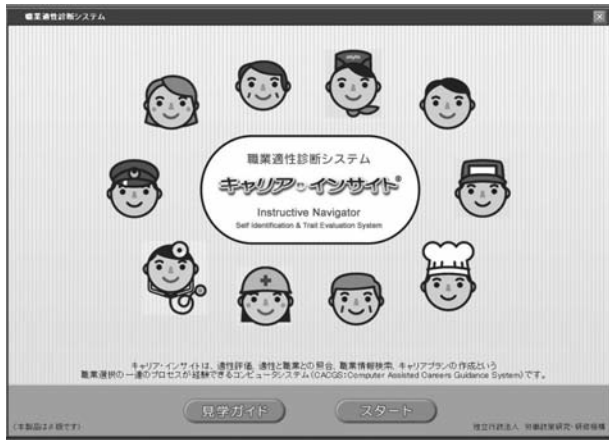 職業適性診断システム
職業適性診断システム
キャリア・インサイト®
Instructive Navigator
Self Identification & Trait Evaluation System
キャリア・インサイトは、適性評価、適性と職業との照合、職業情報検索、キャリアプランの作成という
職業選択の一連のプロセスが経験できるコンピュータシステム(CACGS:Computer Assisted Careers Guidance System)です。
見学ガイド
スタート
独立行政法人 労働政策研究・研修機構